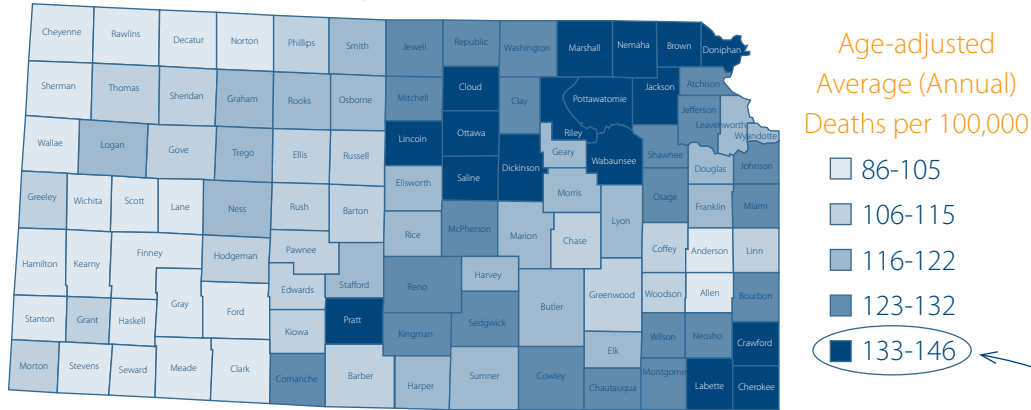 Cheyenne Rawlins Decatur Norton Phillips Smith Jewell Republic Washington Marshall Nemaha Brown Doniphan
Sherman Thomas Sheridan Graham Rooks Osborne Mitchell Cloud Clay Pottawatomie Jackson Atchison
Jefferson Leavenworth Wyandotte
Wallae Logan Gove Trego Ellis Russell Lincoln Ottawa Saline Dickinson Riley Geary Wabaunsee Shawnee Douglas Johnson
Greeley Wichita Scott Lane Ness Rush Barton Ellsworth Rice McPherson Marion Morris Chase Lyon Osage Franklin Miami
Hamilton Kearny Finney Hodgeman Pawnee Edwards Stafford Reno Harvey Butler Greenwood Coffey Anderson Linn
Stanton Grant Haskell Gray Ford Kiowa Pratt Kingman Sedgwick Elk Woodson Allen Bourbon
Wilson Neosho Crawford
Morton Stevens Seward Meade Clark Comanche Barber Harper Sumner Cowley Chautauqua Montgome Labette Cherokee
Age-adjusted
Average (Annual)
Deaths per 100,000
86-105
106-115
116-122
123-132
133-146